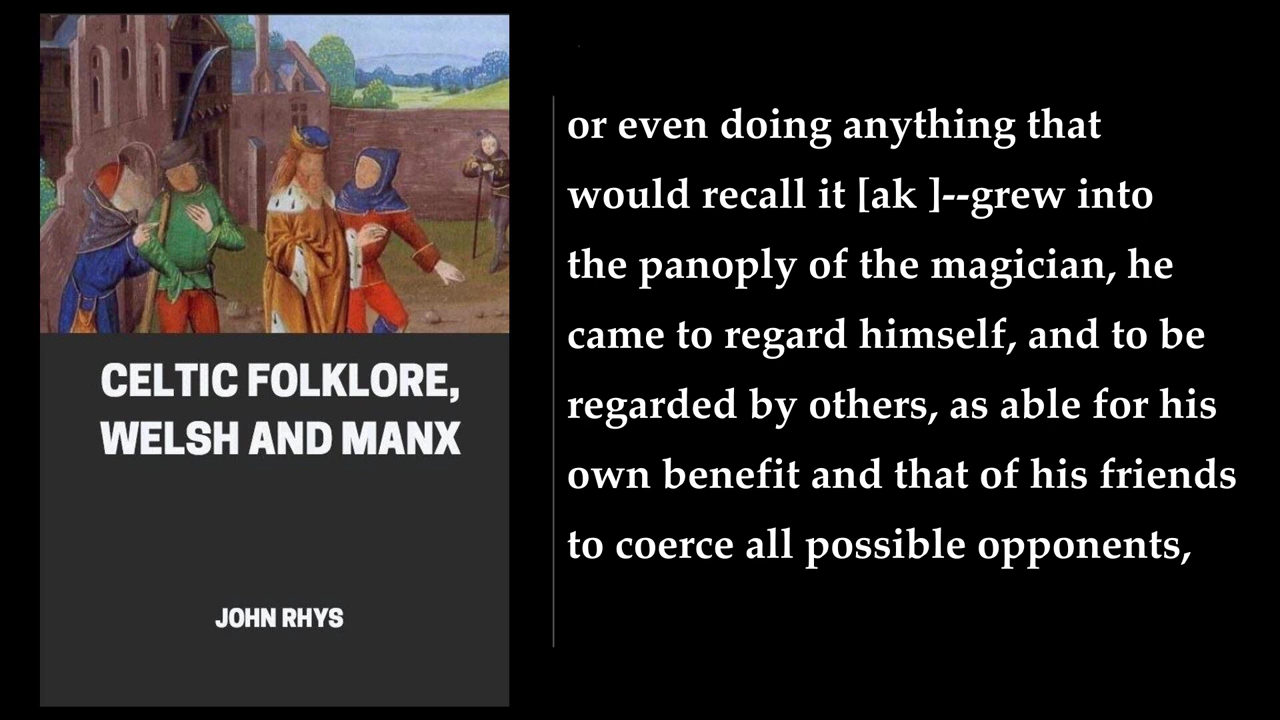 CELTIC FOLKLORE,
WELSH AND MANX
JOHN RHYS
or even doing anything that
would recall it [ak ]--grew into
the panoply of the magician, he
came to regard himself, and to be
regarded by others, as able for his
own benefit and that of his friends
to coerce all possible opponents,